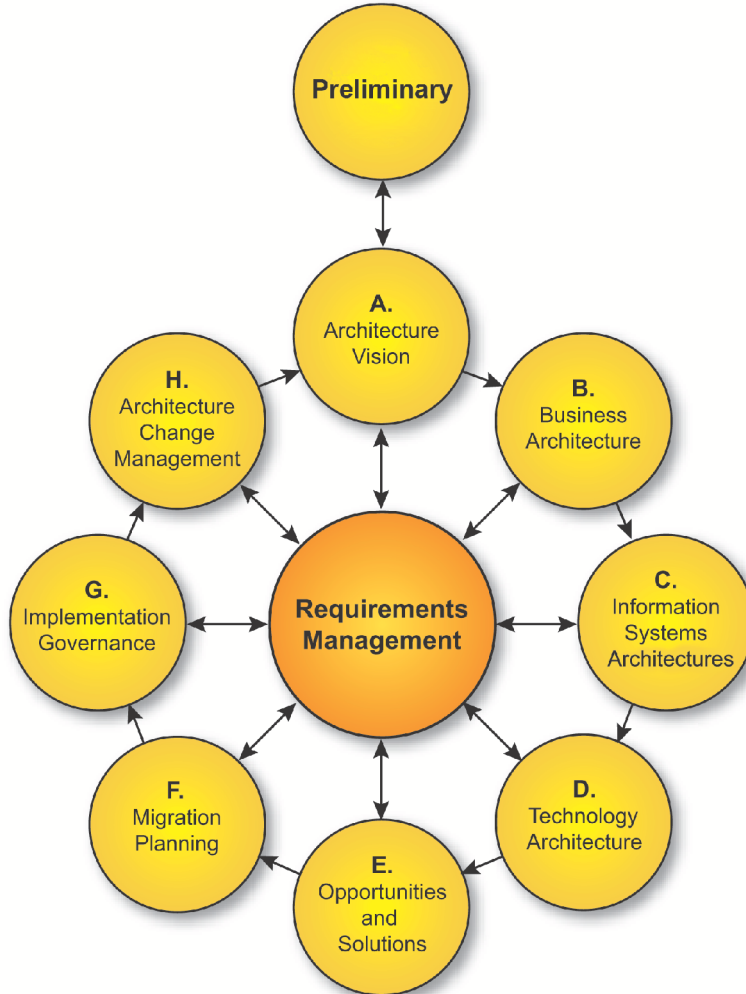 Preliminary
A.
Architecture
Vision
B.
Business
Architecture
C.
Information
Systems
Architectures
D.
Technology
Architecture
E.
Opportunities
and
Solutions
F.
Migration
Planning
G.
Implementation
Governance
H.
Architecture
Change
Management
Requirements
Management